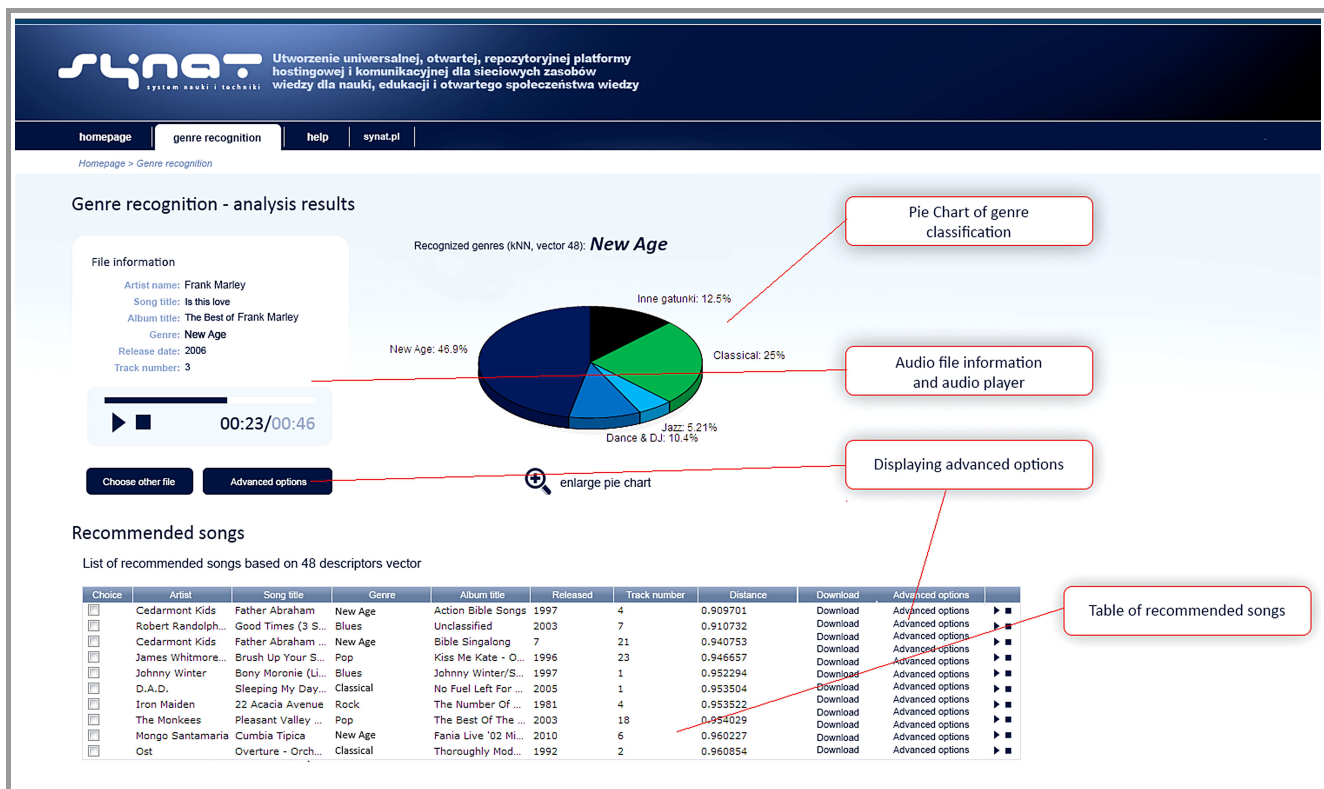 synat
system nauki i techniki
Utworzenie uniwersalnej, otwartej, repozytoryjnej platformy
hostingowej i komunikacyjnej dla sieciowych zasobów
wiedzy dla nauki, edukacji i otwartego społeczeństwa wiedzy
homepage genre recognition help synat.pl
Homepage > Genre recognition
Genre recognition - analysis results
File information
Artist name: Frank Marley
Song title: Is this love
Album title: The Best of Frank Marley
Genre: New Age
Release date: 2006
Track number: 3
00:23/00:46
Choose other file Advanced options
Recognized genres (kNN, vector 48): New Age
Inne gatunki: 12.5%
New Age: 46.9%
Classical: 25%
Jazz: 5.21%
Dance & DJ: 10.4%
enlarge pie chart
Pie Chart of genre
classification
Audio file information
and audio player
Displaying advanced options
Table of recommended songs
Recommended songs
List of recommended songs based on 48 descriptors vector
Choice Artist Song title Genre Album title Released Track number Distance Download Advanced options
Cedarmont Kids Father Abraham New Age Action Bible Songs 1997 4 0.909701 Download Advanced options
Robert Randolph... Good Times (3 S... Blues Unclassified 2003 7 0.910732 Download Advanced options
Cedarmont Kids Father Abraham ... New Age Bible Singalong 7 21 0.940753 Download Advanced options
James Whitmore... Brush Up Your S... Pop Kiss Me Kate - O... 1996 23 0.946657 Download Advanced options
Johnny Winter Bony Moronie (Li... Blues Johnny Winter/S... 1997 1 0.952294 Download Advanced options
D.A.D. Sleeping My Day... Classical No Fuel Left For ... 2005 1 0.953504 Download Advanced options
Iron Maiden 22 Acacia Avenue Rock The Number Of ... 1981 4 0.953522 Download Advanced options
The Monkees Pleasant Valley ... Pop The Best Of The ... 2003 18 0.954029 Download Advanced options
Mongo Santamaria Cumbia Tipica New Age Fania Live '02 Mi... 2010 6 0.960227 Download Advanced options
Ost Overture - Orch... Classical Thoroughly Mod... 1992 2 0.960854 Download Advanced options